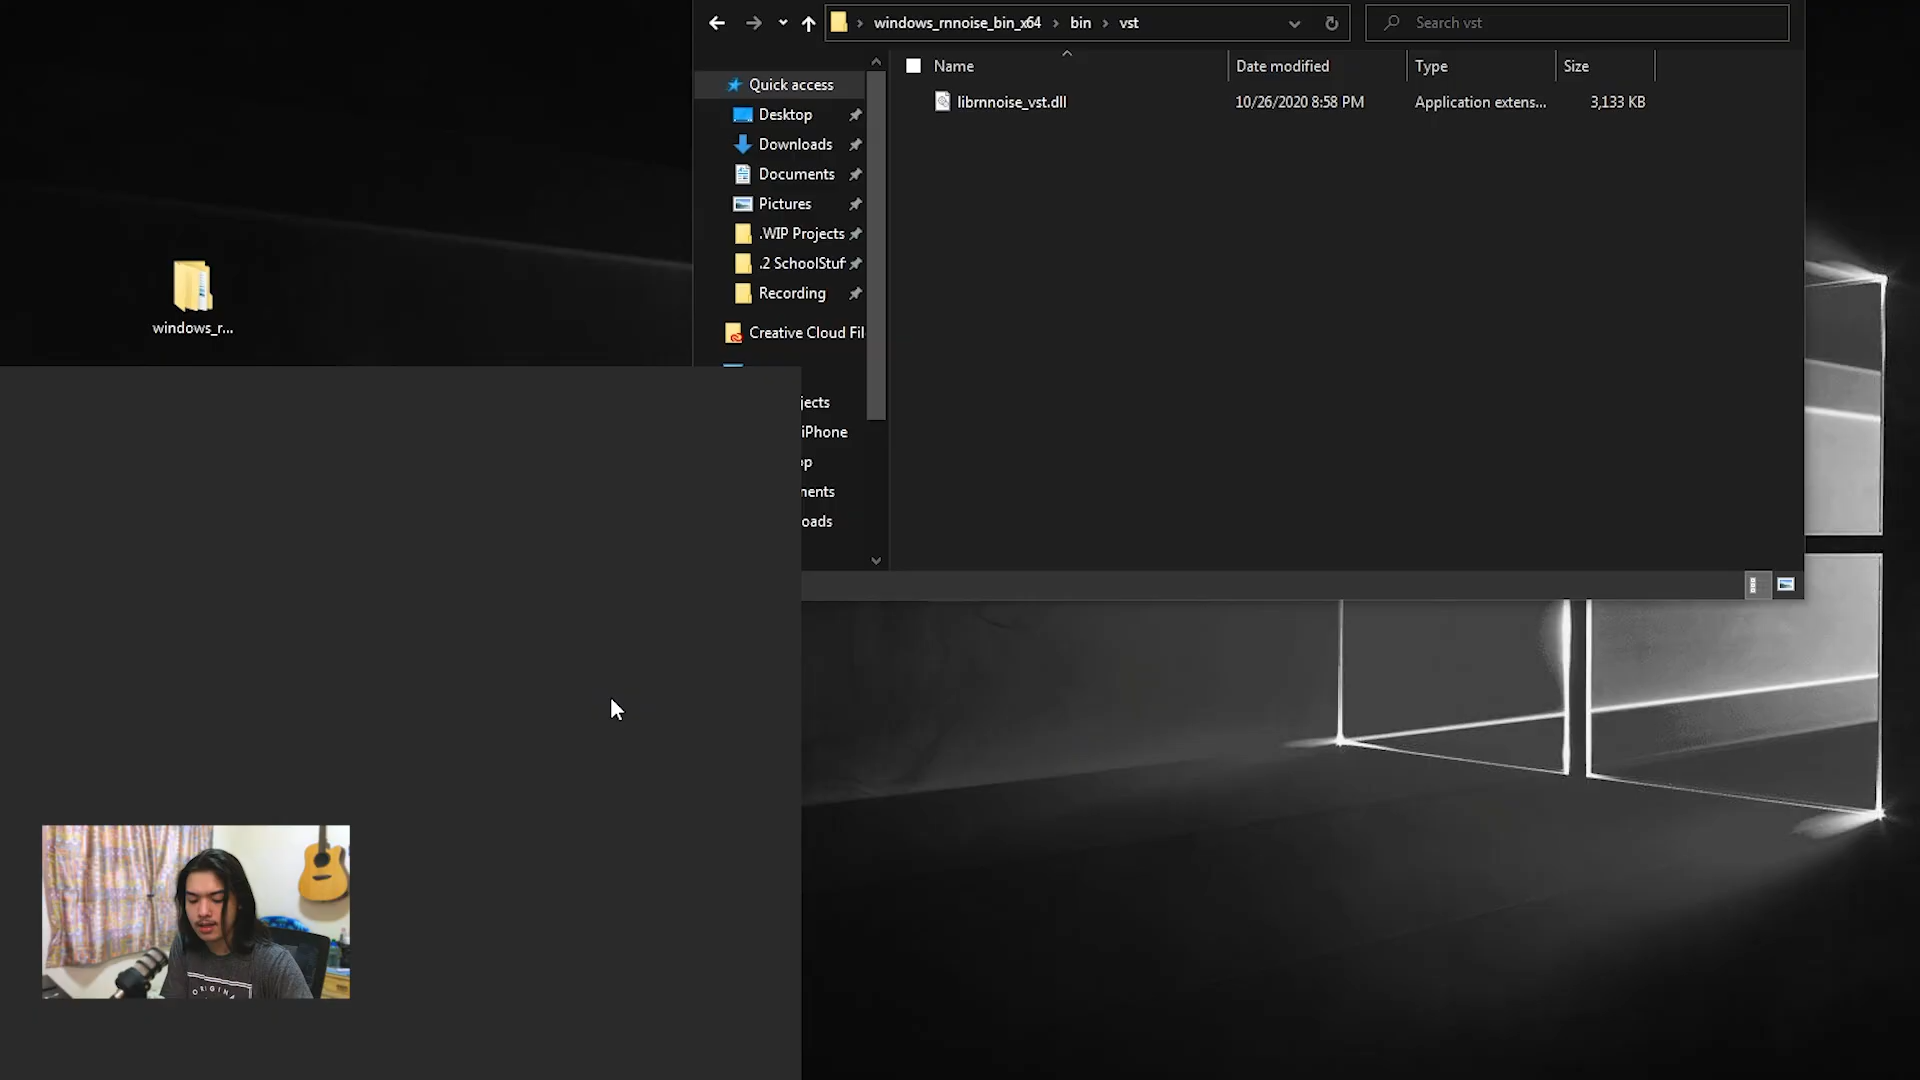 windows_rnnoise_bin_x64 > bin > vst
Search vst
Name Date modified Type Size
librnnoise_vst.dll 10/26/2020 8:58 PM Application extens... 3,133 KB
Quick access
Desktop
Downloads
Documents
Pictures
.WIP Projects
.2 SchoolStuf
Recording
Creative Cloud Fil
jects
iPhone
op
nents
oads
windows_r...
ORIGINA